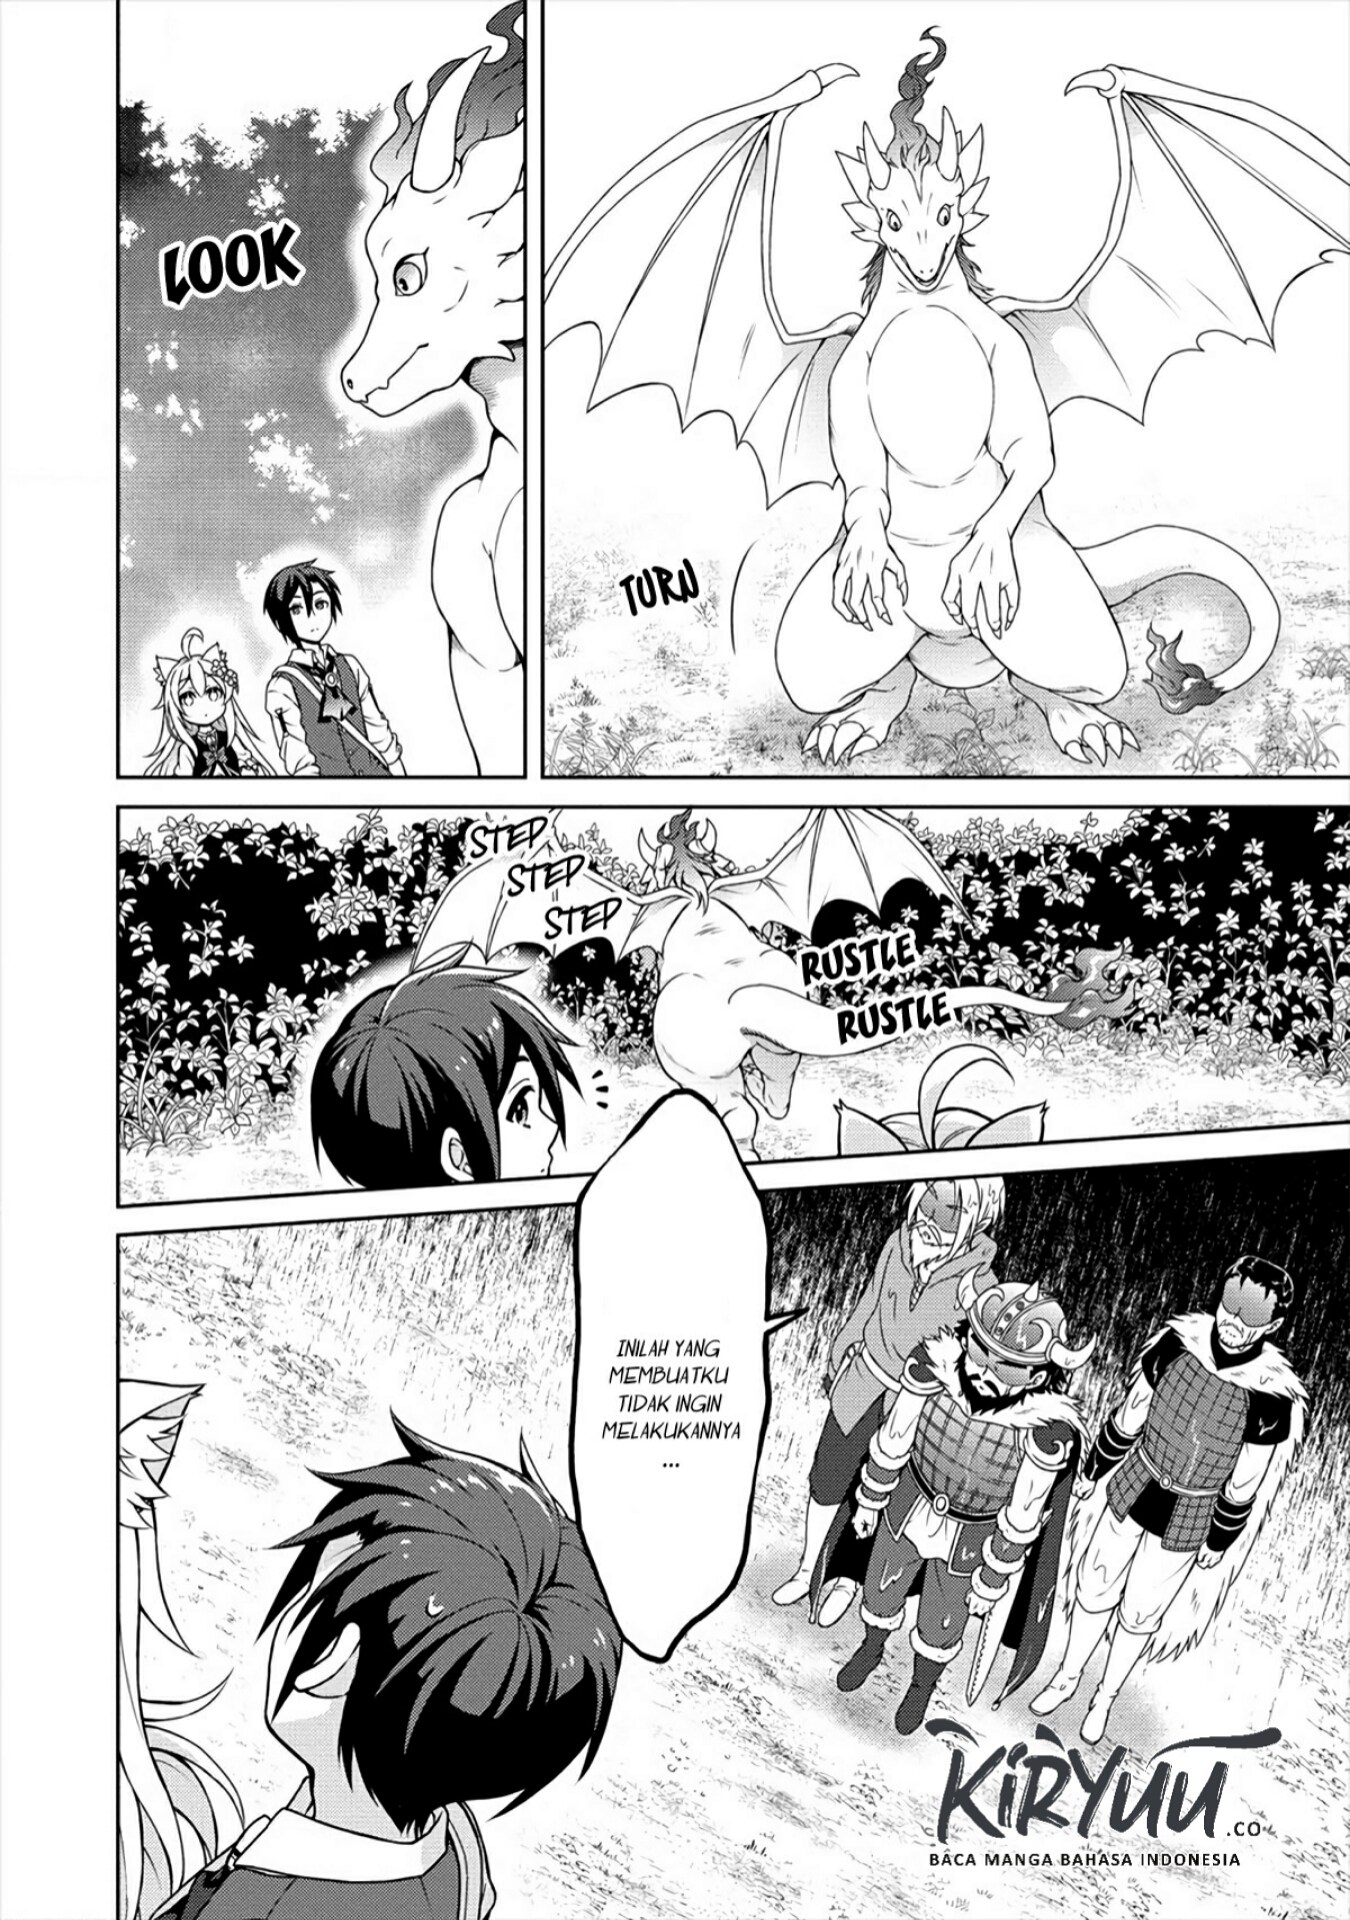 TURN
LOOK
STEP
STEP
STEP
RUSTLE
RUSTLE
INILAH YANG
MEMBUATKU
TIDAK INGIN
MELAKUKANNYA
...
KIRYUU.CO
BACA MANGA BAHASA INDONESIA